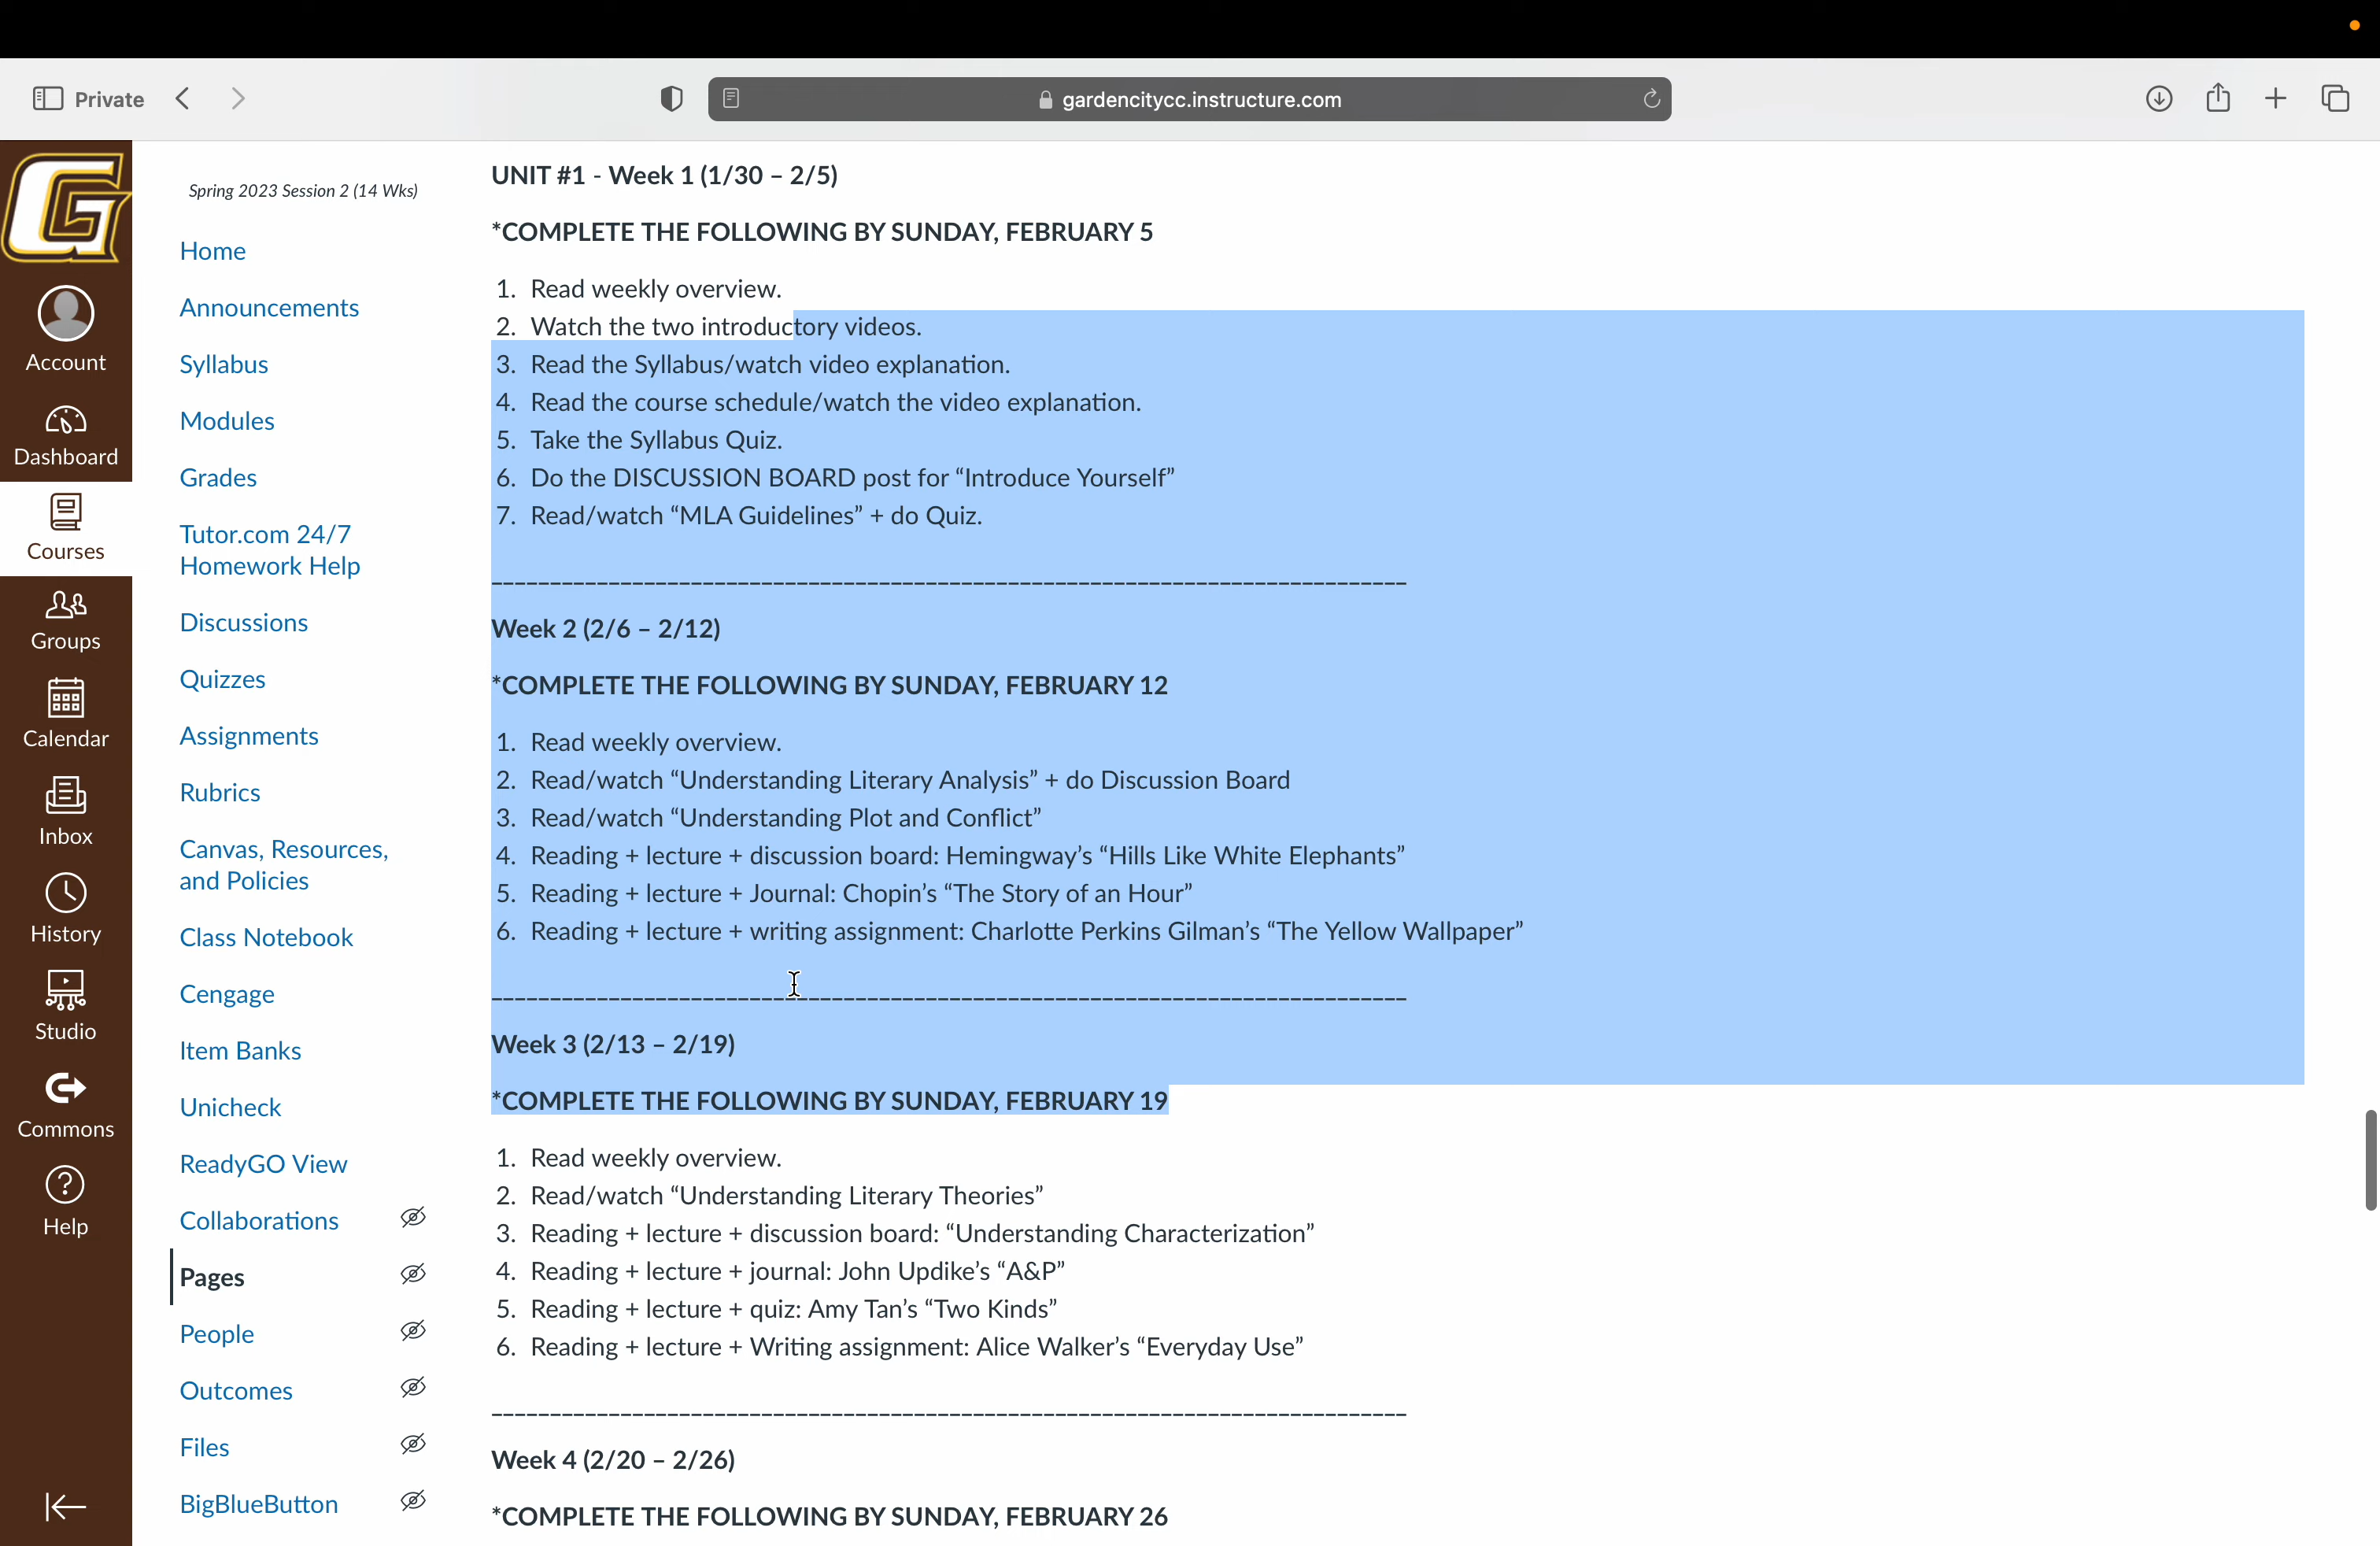 Private
gardencitycc.instructure.com
G
Account
Dashboard
Courses
Groups
Calendar
Inbox
History
Studio
Commons
Help
Spring 2023 Session 2 (14 Wks)
Home
Announcements
Syllabus
Modules
Grades
Tutor.com 24/7
Homework Help
Discussions
Quizzes
Assignments
Rubrics
Canvas, Resources,
and Policies
Class Notebook
Cengage
Item Banks
Unicheck
ReadyGO View
Collaborations
Pages
People
Outcomes
Files
BigBlueButton
UNIT #1 - Week 1 (1/30 – 2/5)
*COMPLETE THE FOLLOWING BY SUNDAY, FEBRUARY 5
1. Read weekly overview.
2. Watch the two introductory videos.
3. Read the Syllabus/watch video explanation.
4. Read the course schedule/watch the video explanation.
5. Take the Syllabus Quiz.
6. Do the DISCUSSION BOARD post for “Introduce Yourself”
7. Read/watch “MLA Guidelines” + do Quiz.
Week 2 (2/6 – 2/12)
*COMPLETE THE FOLLOWING BY SUNDAY, FEBRUARY 12
1. Read weekly overview.
2. Read/watch “Understanding Literary Analysis” + do Discussion Board
3. Read/watch “Understanding Plot and Conflict”
4. Reading + lecture + discussion board: Hemingway’s “Hills Like White Elephants”
5. Reading + lecture + Journal: Chopin’s “The Story of an Hour”
6. Reading + lecture + writing assignment: Charlotte Perkins Gilman’s “The Yellow Wallpaper”
Week 3 (2/13 – 2/19)
*COMPLETE THE FOLLOWING BY SUNDAY, FEBRUARY 19
1. Read weekly overview.
2. Read/watch “Understanding Literary Theories”
3. Reading + lecture + discussion board: “Understanding Characterization”
4. Reading + lecture + journal: John Updike’s “A&P”
5. Reading + lecture + quiz: Amy Tan’s “Two Kinds”
6. Reading + lecture + Writing assignment: Alice Walker’s “Everyday Use”
Week 4 (2/20 – 2/26)
*COMPLETE THE FOLLOWING BY SUNDAY, FEBRUARY 26